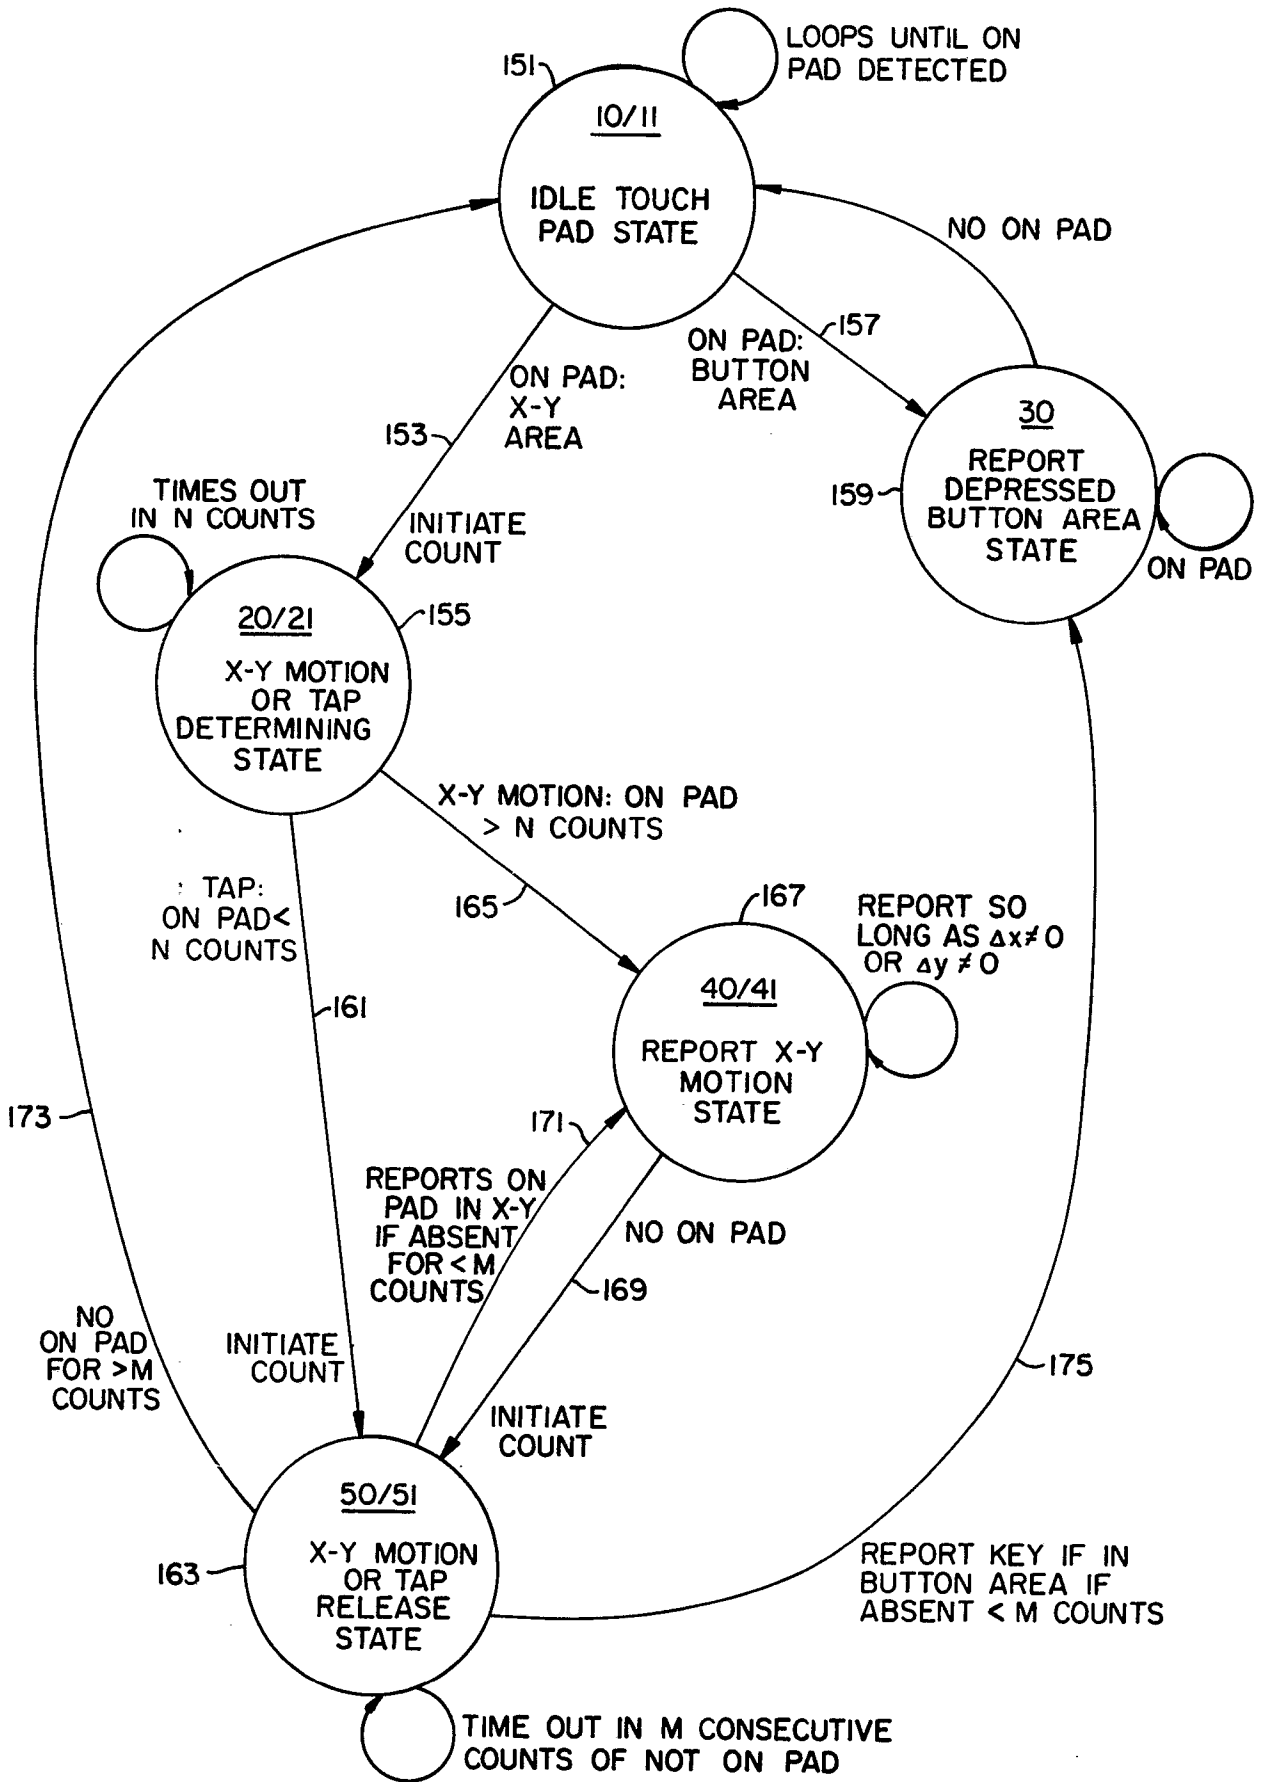 LOOPS UNTIL ON
PAD DETECTED
151
10/11
IDLE TOUCH
PAD STATE
NO ON PAD
157
ON PAD:
BUTTON
AREA
ON PAD:
X-Y
AREA
153
INITIATE
COUNT
30
REPORT
DEPRESSED
BUTTON AREA
STATE
159
ON PAD
TIMES OUT
IN N COUNTS
20/21
155
X-Y MOTION
OR TAP
DETERMINING
STATE
X-Y MOTION: ON PAD
> N COUNTS
165
TAP:
ON PAD<
N COUNTS
161
167
REPORT SO
LONG AS Δx≠0
OR Δy≠0
40/41
REPORT X-Y
MOTION
STATE
173
171
REPORTS ON
PAD IN X-Y
IF ABSENT
FOR < M
COUNTS
NO ON PAD
169
NO
ON PAD
FOR >M
COUNTS
INITIATE
COUNT
INITIATE
COUNT
175
50/51
X-Y MOTION
OR TAP
RELEASE
STATE
163
REPORT KEY IF IN
BUTTON AREA IF
ABSENT < M COUNTS
TIME OUT IN M CONSECUTIVE
COUNTS OF NOT ON PAD